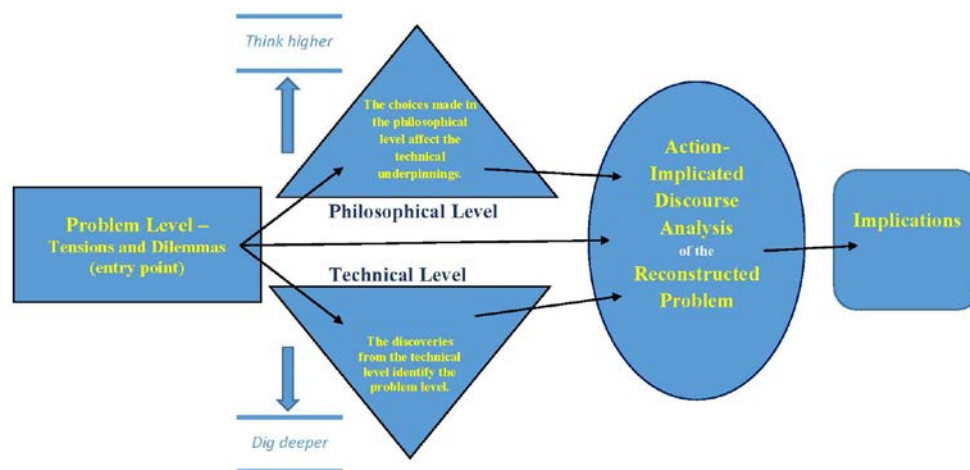 Think higher
The choices made in
the philosophical
level affect the
technical
underpinnings.
Philosophical Level
Problem Level –
Tensions and Dilemmas
(entry point)
Technical Level
The discoveries
from the technical
level identify the
problem level.
Dig deeper
Action-
Implicated
Discourse
Analysis
of the
Reconstructed
Problem
Implications